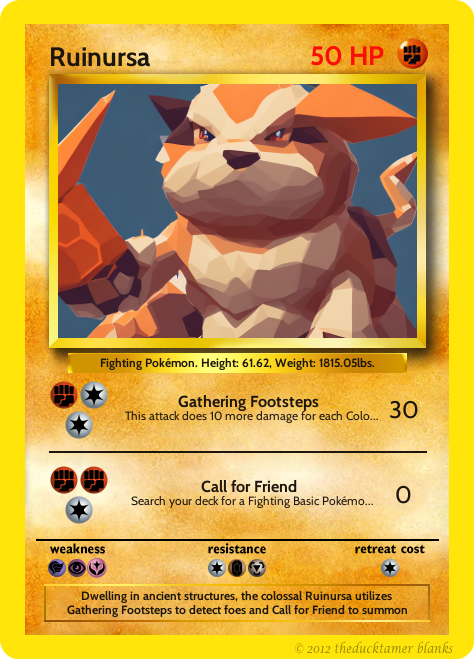 Ruinursa 50 HP
Fighting Pokémon. Height: 61.62, Weight: 1815.05lbs.
Gathering Footsteps
This attack does 10 more damage for each Colo... 30
Call for Friend
Search your deck for a Fighting Basic Pokémo... 0
weakness resistance retreat cost
Dwelling in ancient structures, the colossal Ruinursa utilizes
Gathering Footsteps to detect foes and Call for Friend to summon
© 2012 theducktamer blanks